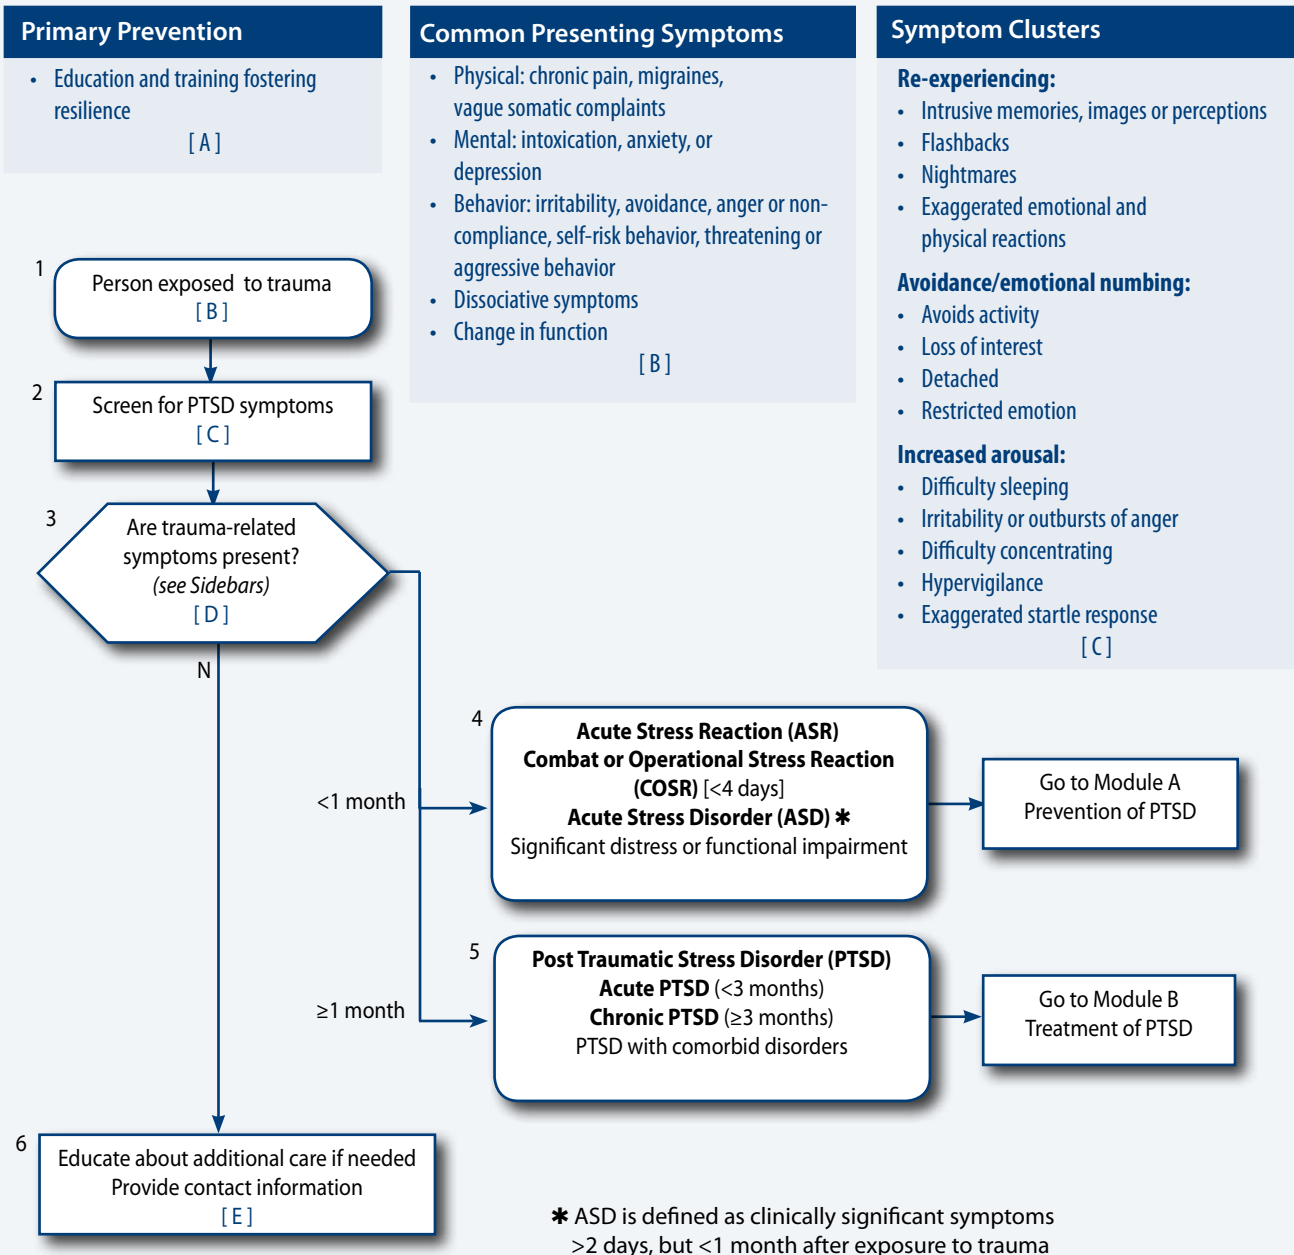 Primary Prevention
• Education and training fostering
resilience
[ A ]
Common Presenting Symptoms
• Physical: chronic pain, migraines,
vague somatic complaints
• Mental: intoxication, anxiety, or
depression
• Behavior: irritability, avoidance, anger or non-
compliance, self-risk behavior, threatening or
aggressive behavior
• Dissociative symptoms
• Change in function
[ B ]
Symptom Clusters
Re-experiencing:
• Intrusive memories, images or perceptions
• Flashbacks
• Nightmares
• Exaggerated emotional and
physical reactions
Avoidance/emotional numbing:
• Avoids activity
• Loss of interest
• Detached
• Restricted emotion
Increased arousal:
• Difficulty sleeping
• Irritability or outbursts of anger
• Difficulty concentrating
• Hypervigilance
• Exaggerated startle response
[ C ]
1
Person exposed to trauma
[ B ]
2
Screen for PTSD symptoms
[ C ]
3
Are trauma-related
symptoms present?
(see Sidebars)
[ D ]
N
<1 month
4
Acute Stress Reaction (ASR)
Combat or Operational Stress Reaction
(COSR) [<4 days]
Acute Stress Disorder (ASD) ✱
Significant distress or functional impairment
Go to Module A
Prevention of PTSD
≥1 month
5
Post Traumatic Stress Disorder (PTSD)
Acute PTSD (<3 months)
Chronic PTSD (≥3 months)
PTSD with comorbid disorders
Go to Module B
Treatment of PTSD
6
Educate about additional care if needed
Provide contact information
[ E ]
✱ ASD is defined as clinically significant symptoms
>2 days, but <1 month after exposure to trauma